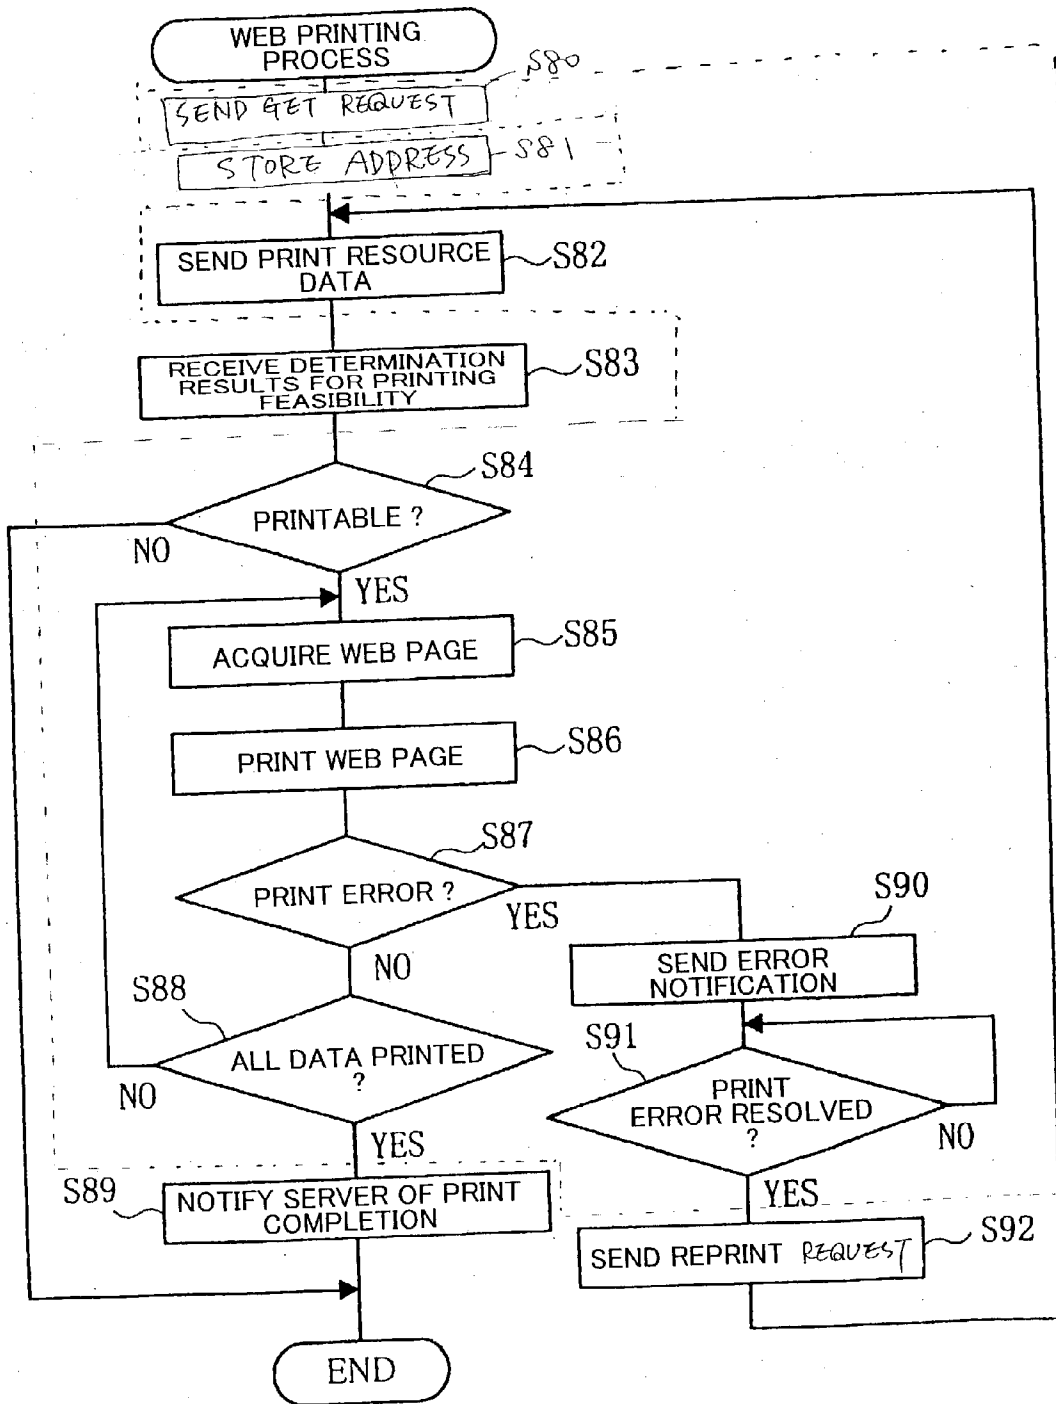 WEB PRINTING
PROCESS
S80
SEND GET REQUEST
STORE ADDRESS
S81
SEND PRINT RESOURCE
DATA
S82
RECEIVE DETERMINATION
RESULTS FOR PRINTING
FEASIBILITY
S83
S84
PRINTABLE ?
NO
YES
ACQUIRE WEB PAGE
S85
PRINT WEB PAGE
S86
S87
PRINT ERROR ?
YES
NO
S90
SEND ERROR
NOTIFICATION
S88
ALL DATA PRINTED
?
NO
YES
S91
PRINT
ERROR RESOLVED
?
NO
YES
S89
NOTIFY SERVER OF PRINT
COMPLETION
SEND REPRINT REQUEST
S92
END